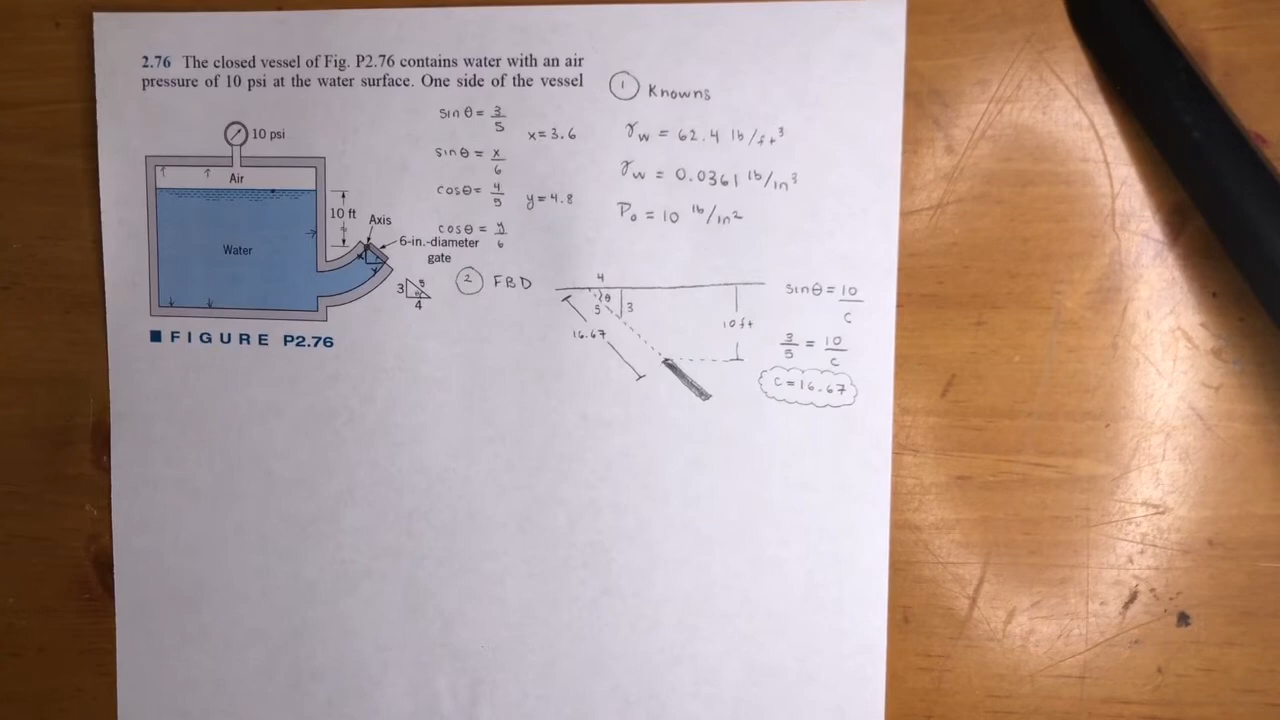 2.76 The closed vessel of Fig. P2.76 contains water with an air
pressure of 10 psi at the water surface. One side of the vessel
10 psi
Air
10 ft
Axis
Water
6-in.-diameter
gate
3
5
θ
4
FIGURE P2.76
sin θ = 3/5
x = 3.6
sin θ = x/6
cos θ = 4/5
y = 4.8
cos θ = y/6
1 Knowns
γw = 62.4 lb/ft³
γw = 0.0361 lb/in³
Po = 10 lb/in²
2 FBD
4
θ
5
3
16.67
10 ft
sin θ = 10/c
3/5 = 10/c
c = 16.67